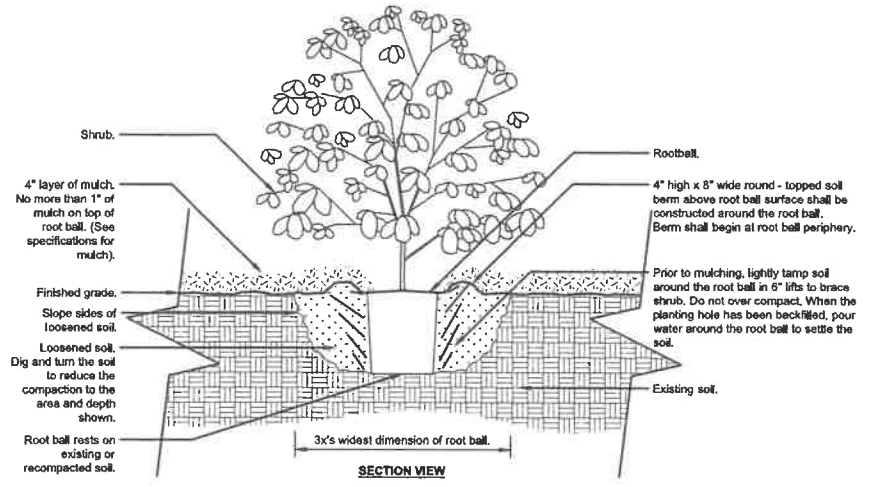 Shrub.
4" layer of mulch.
No more than 1" of
mulch on top of
root ball. (See
specifications for
mulch).
Finished grade.
Slope sides of
loosened soil.
Loosened soil.
Dig and turn the soil
to reduce the
compaction to the
area and depth
shown.
Root ball rests on
existing or
recompacted soil.
Rootball.
4" high x 8" wide round - topped soil
berm above root ball surface shall be
constructed around the root ball.
Berm shall begin at root ball periphery.
Prior to mulching, lightly tamp soil
around the root ball in 6" lifts to brace
shrub. Do not over compact. When the
planting hole has been backfilled, pour
water around the root ball to settle the
soil.
Existing soil.
3x's widest dimension of root ball.
SECTION VIEW